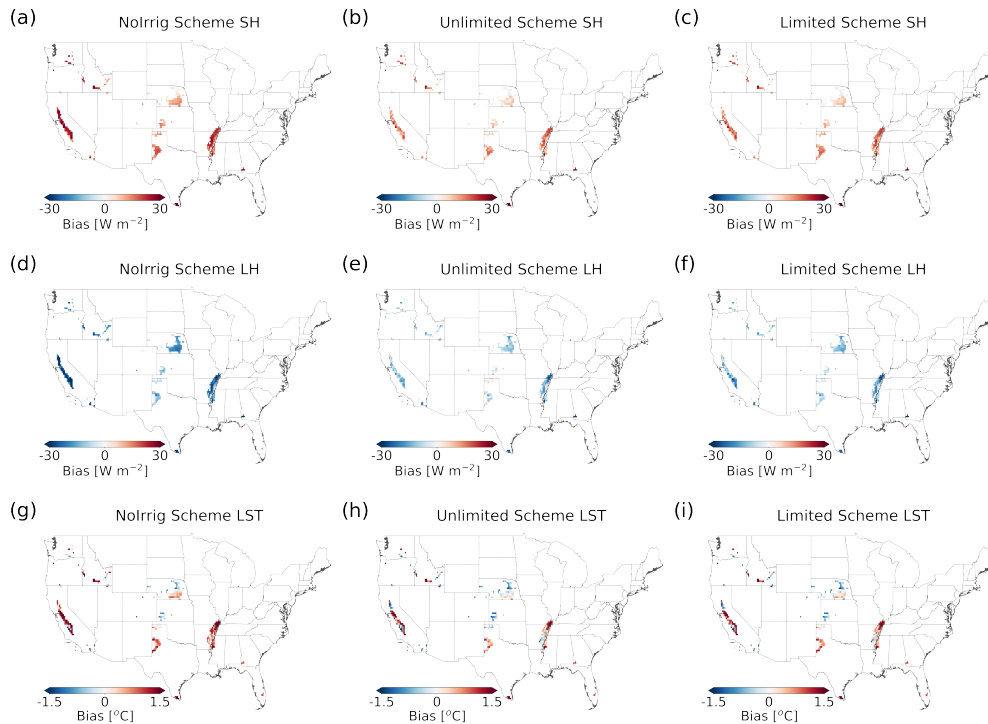 (a) NoIrrig Scheme SH
(b) Unlimited Scheme SH
(c) Limited Scheme SH
-30 0 30
Bias [W m⁻²]
-30 0 30
Bias [W m⁻²]
-30 0 30
Bias [W m⁻²]
(d) NoIrrig Scheme LH
(e) Unlimited Scheme LH
(f) Limited Scheme LH
-30 0 30
Bias [W m⁻²]
-30 0 30
Bias [W m⁻²]
-30 0 30
Bias [W m⁻²]
(g) NoIrrig Scheme LST
(h) Unlimited Scheme LST
(i) Limited Scheme LST
-1.5 0 1.5
Bias [°C]
-1.5 0 1.5
Bias [°C]
-1.5 0 1.5
Bias [°C]